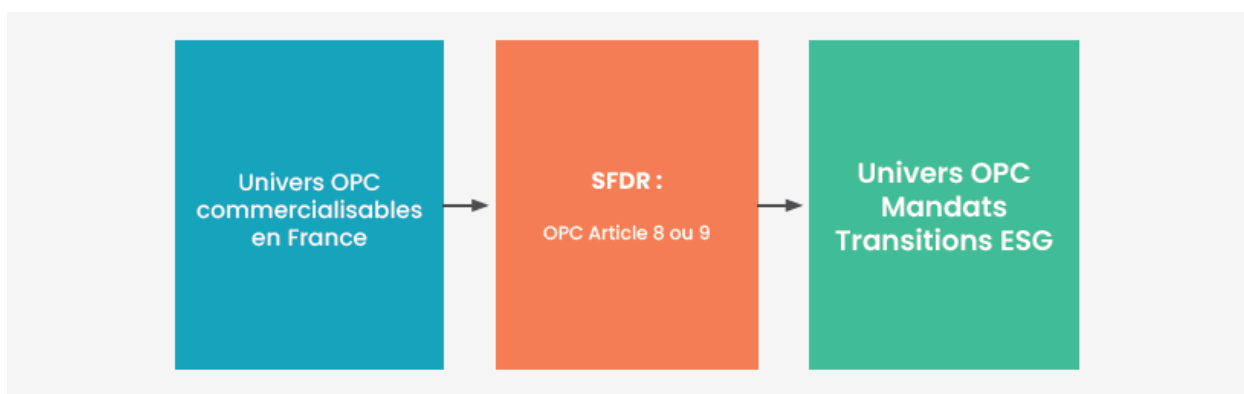 Univers OPC
commercialisables
en France
SFDR :
OPC Article 8 ou 9
Univers OPC
Mandats
Transitions ESG